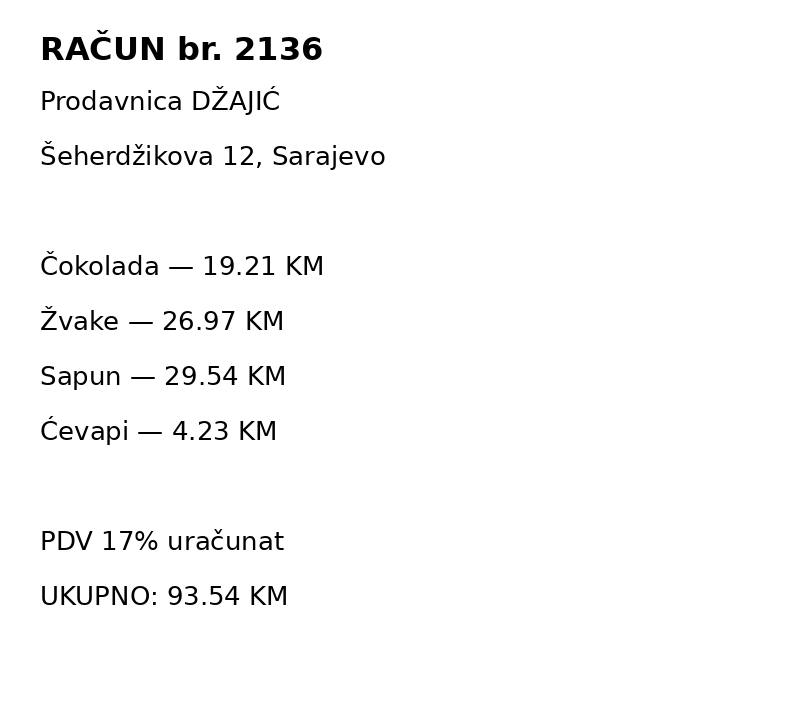 RAČUN br. 2136
Prodavnica DŽAJIĆ
Šeherdžikova 12, Sarajevo
Čokolada — 19.21 KM
Žvake — 26.97 KM
Sapun — 29.54 KM
Ćevapi — 4.23 KM
PDV 17% uračunat
UKUPNO: 93.54 KM